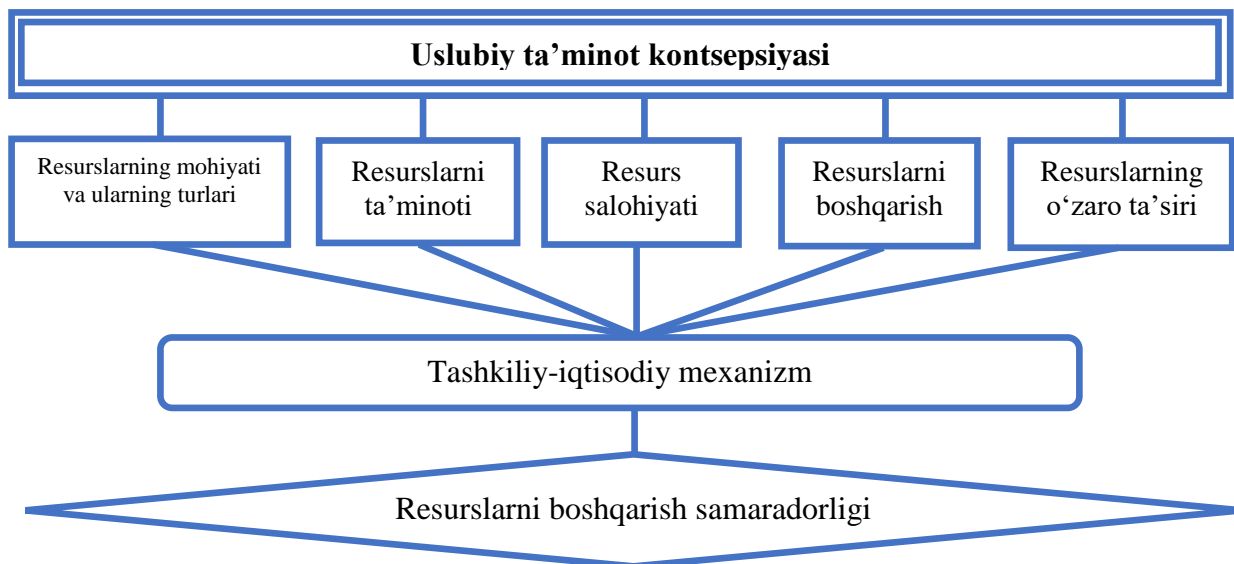 Uslubiy ta’minot kontsepsiyasi
Resurslarning mohiyati
va ularning turlari
Resurslarni
ta’minoti
Resurs
salohiyati
Resurslarni
boshqarish
Resurslarning
o‘zaro ta’siri
Tashkiliy-iqtisodiy mexanizm
Resurslarni boshqarish samaradorligi